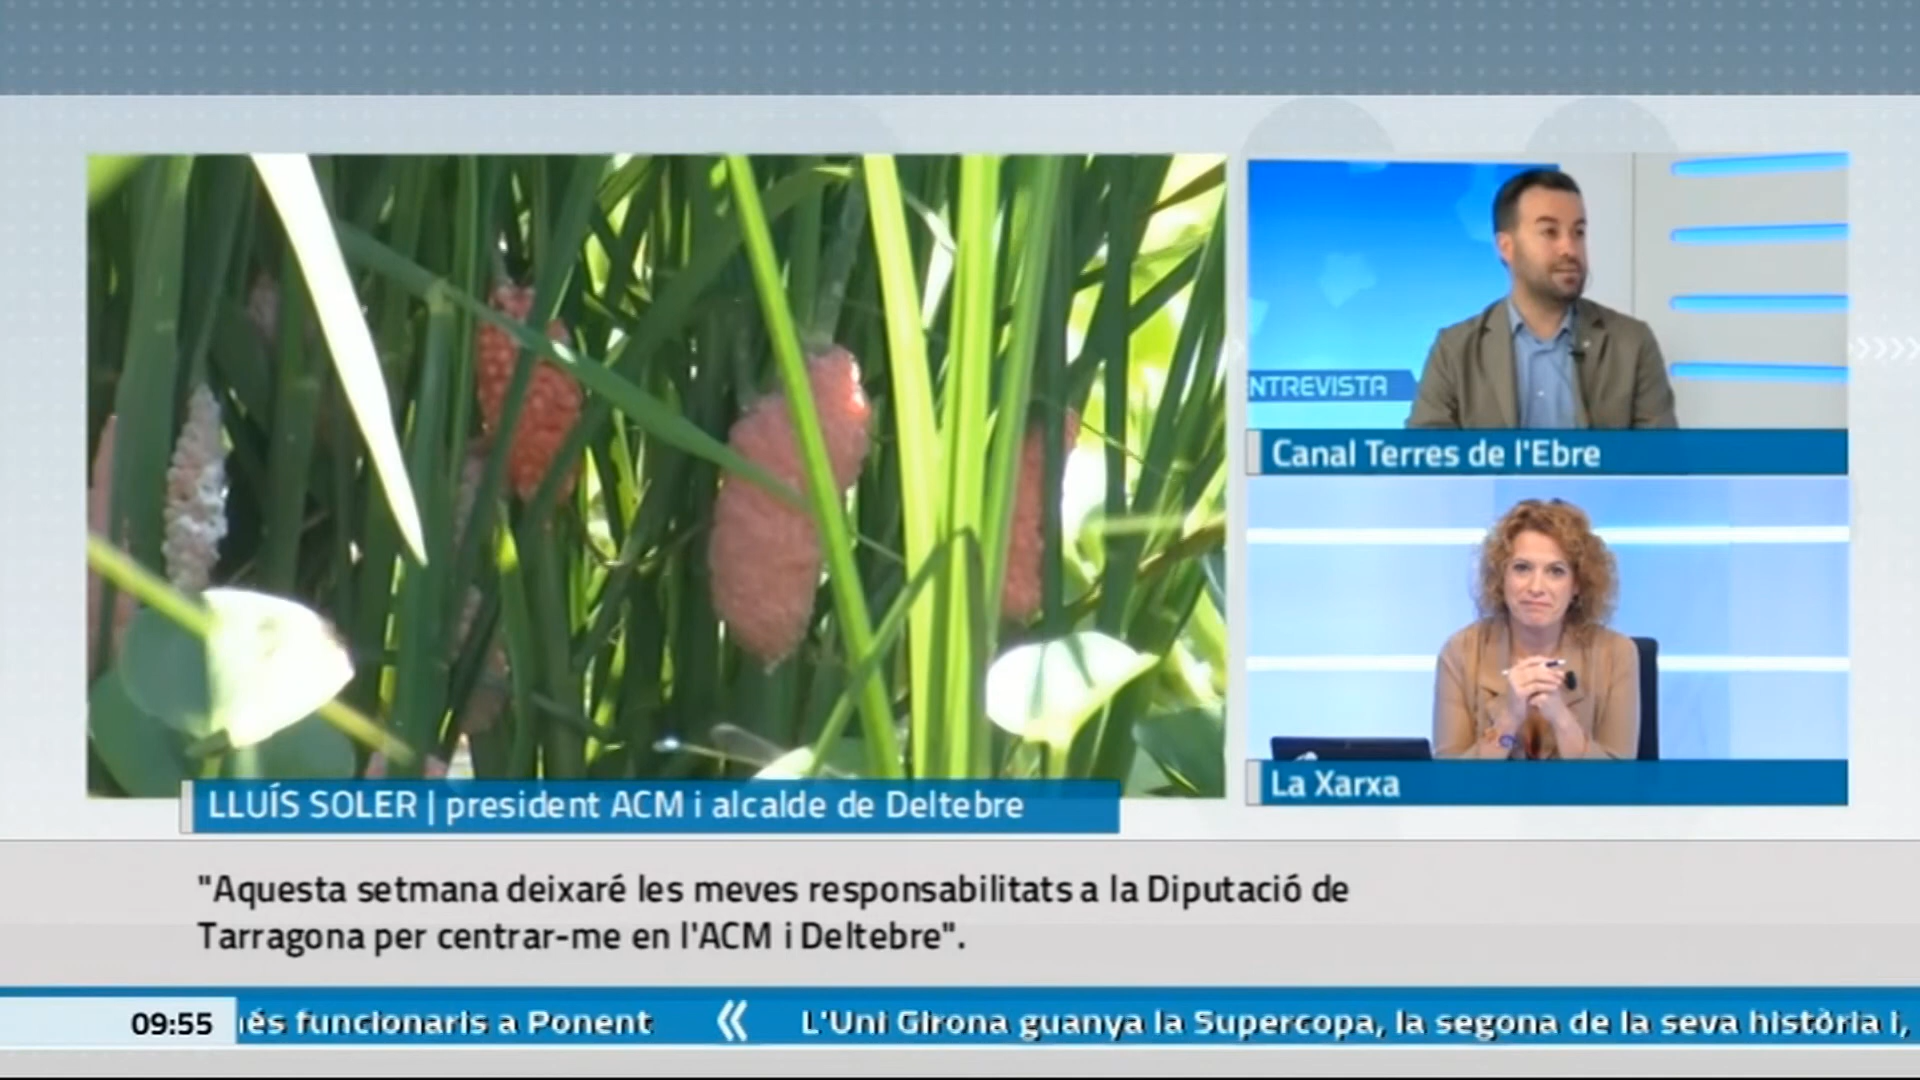 NTREVISTA
Canal Terres de l'Ebre
La Xarxa
LLUÍS SOLER | president ACM i alcalde de Deltebre
"Aquesta setmana deixaré les meves responsabilitats a la Diputació de
Tarragona per centrar-me en l'ACM i Deltebre".
09:55
és funcionaris a Ponent « L'Uni Girona guanya la Supercopa, la segona de la seva història i,